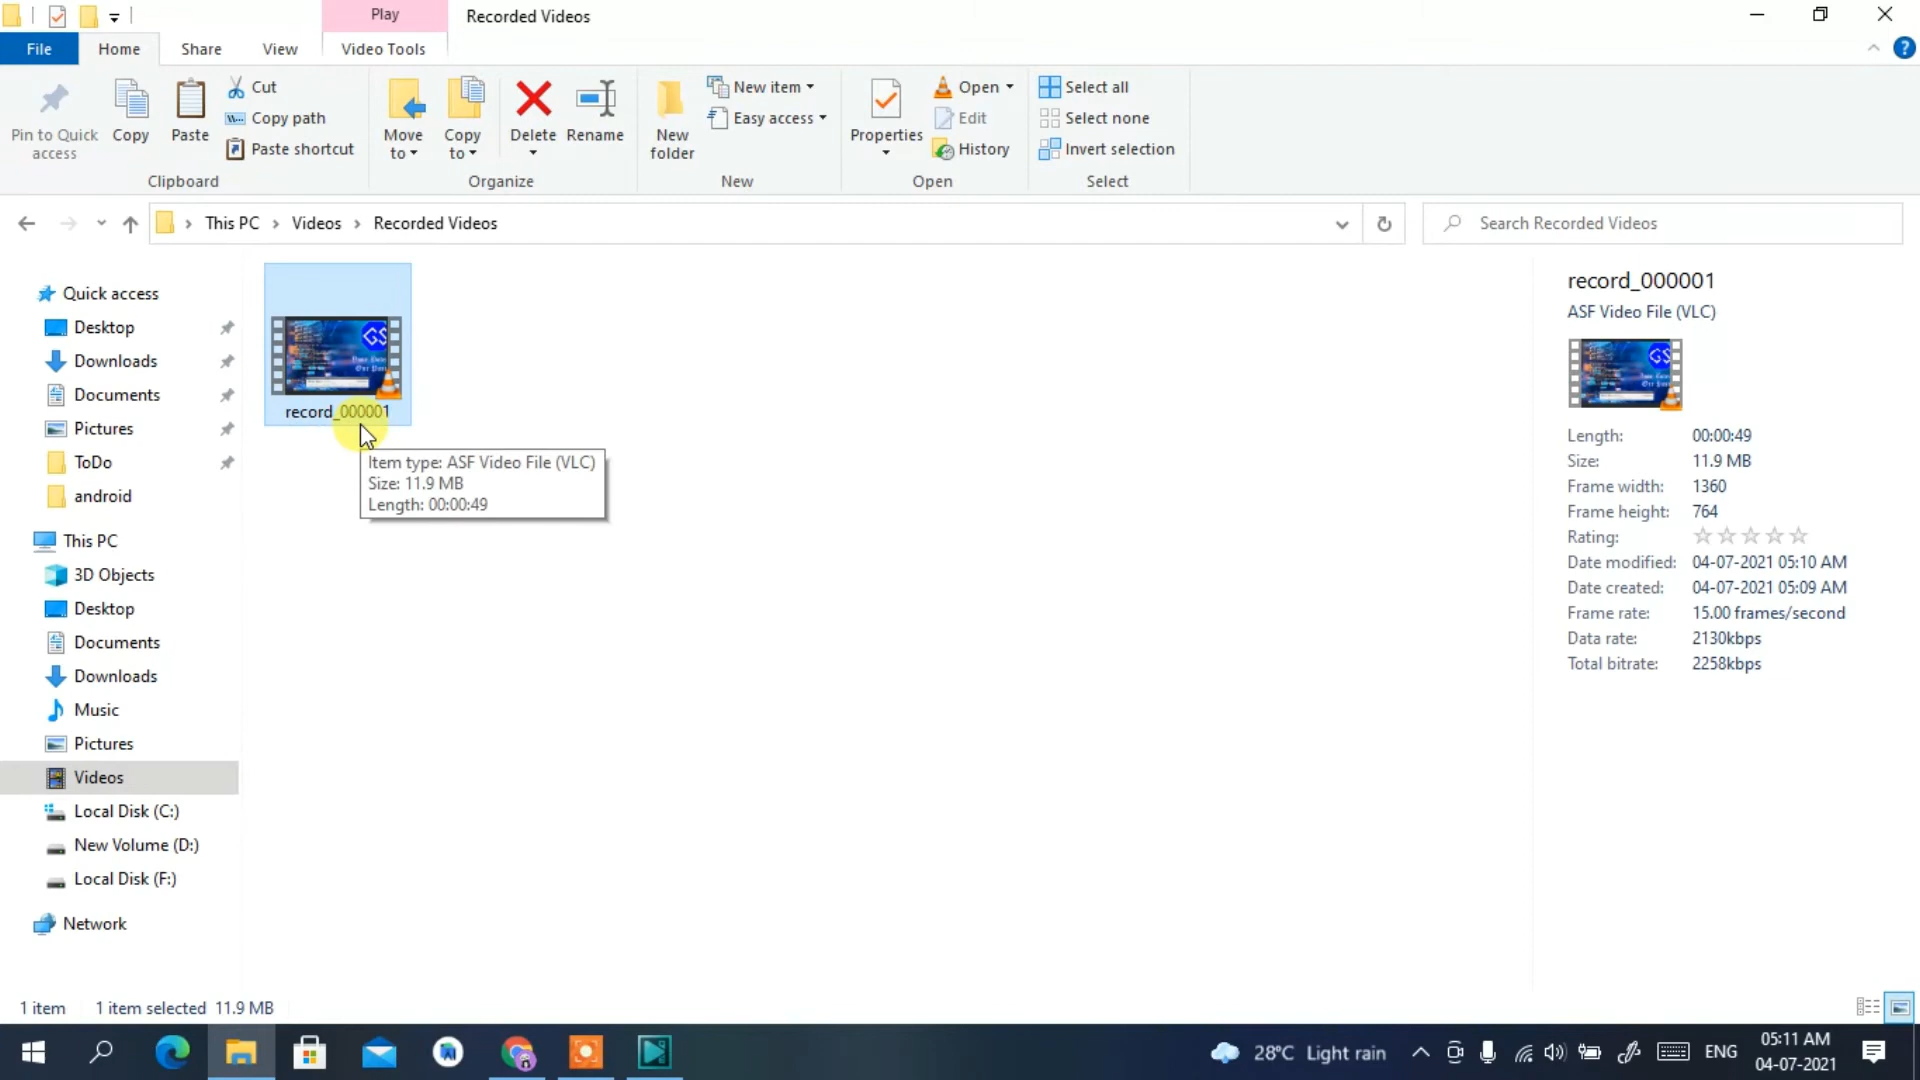 Play
Recorded Videos
File
Home
Share
View
Video Tools
Pin to Quick access
Copy
Paste
Cut
Copy path
Paste shortcut
Clipboard
Move to
Copy to
Delete
Rename
Organize
New folder
New item
Easy access
New
Properties
Open
Edit
History
Open
Select all
Select none
Invert selection
Select
This PC
Videos
Recorded Videos
Search Recorded Videos
Quick access
Desktop
Downloads
Documents
Pictures
ToDo
android
This PC
3D Objects
Desktop
Documents
Downloads
Music
Pictures
Videos
Local Disk (C:)
New Volume (D:)
Local Disk (F:)
Network
GS
record_000001
Item type: ASF Video File (VLC)
Size: 11.9 MB
Length: 00:00:49
record_000001
ASF Video File (VLC)
GS
Length: 00:00:49
Size: 11.9 MB
Frame width: 1360
Frame height: 764
Rating:
Date modified: 04-07-2021 05:10 AM
Date created: 04-07-2021 05:09 AM
Frame rate: 15.00 frames/second
Data rate: 2130kbps
Total bitrate: 2258kbps
1 item
1 item selected 11.9 MB
28°C Light rain
ENG
05:11 AM
04-07-2021